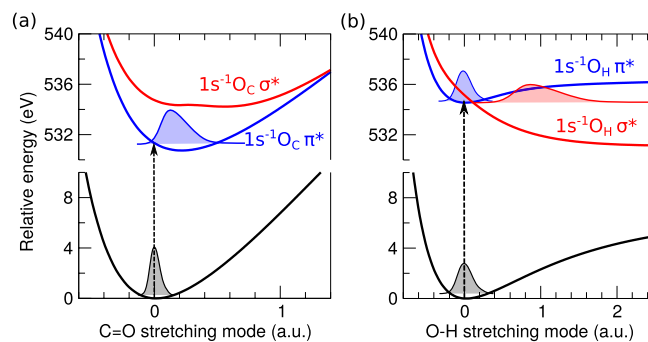 (a)
540
536
532
8
4
0
Relative energy (eV)
1s⁻¹O_C σ*
1s⁻¹O_C π*
0
1
C=O stretching mode (a.u.)
(b)
540
536
532
8
4
0
1s⁻¹O_H π*
1s⁻¹O_H σ*
0
1
2
O-H stretching mode (a.u.)